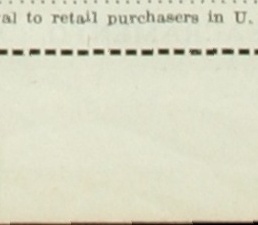 al to retail purchasers in U.